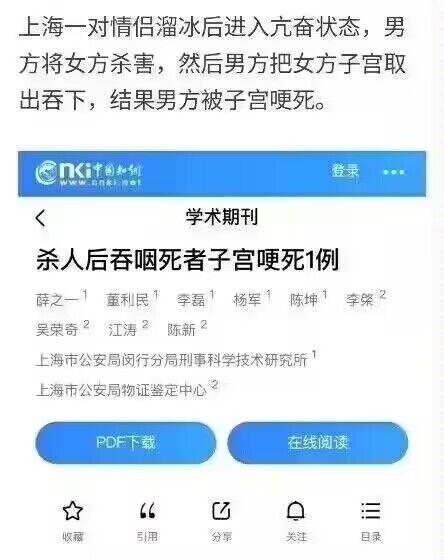 上海一对情侣溜冰后进入亢奋状态，男
方将女方杀害，然后男方把女方子宫取
出吞下，结果男方被子宫哽死。
cnki 中国知网
www.cnki.net
登录
学术期刊
杀人后吞咽死者子宫哽死1例
薛之一 1 董利民 1 李磊 1 杨军 1 陈坤 1 李棨 2
吴荣奇 2 江涛 2 陈新 2
上海市公安局闵行分局刑事科学技术研究所 1
上海市公安局物证鉴定中心 2
PDF下载 在线阅读
收藏 引用 分享 关注 目录